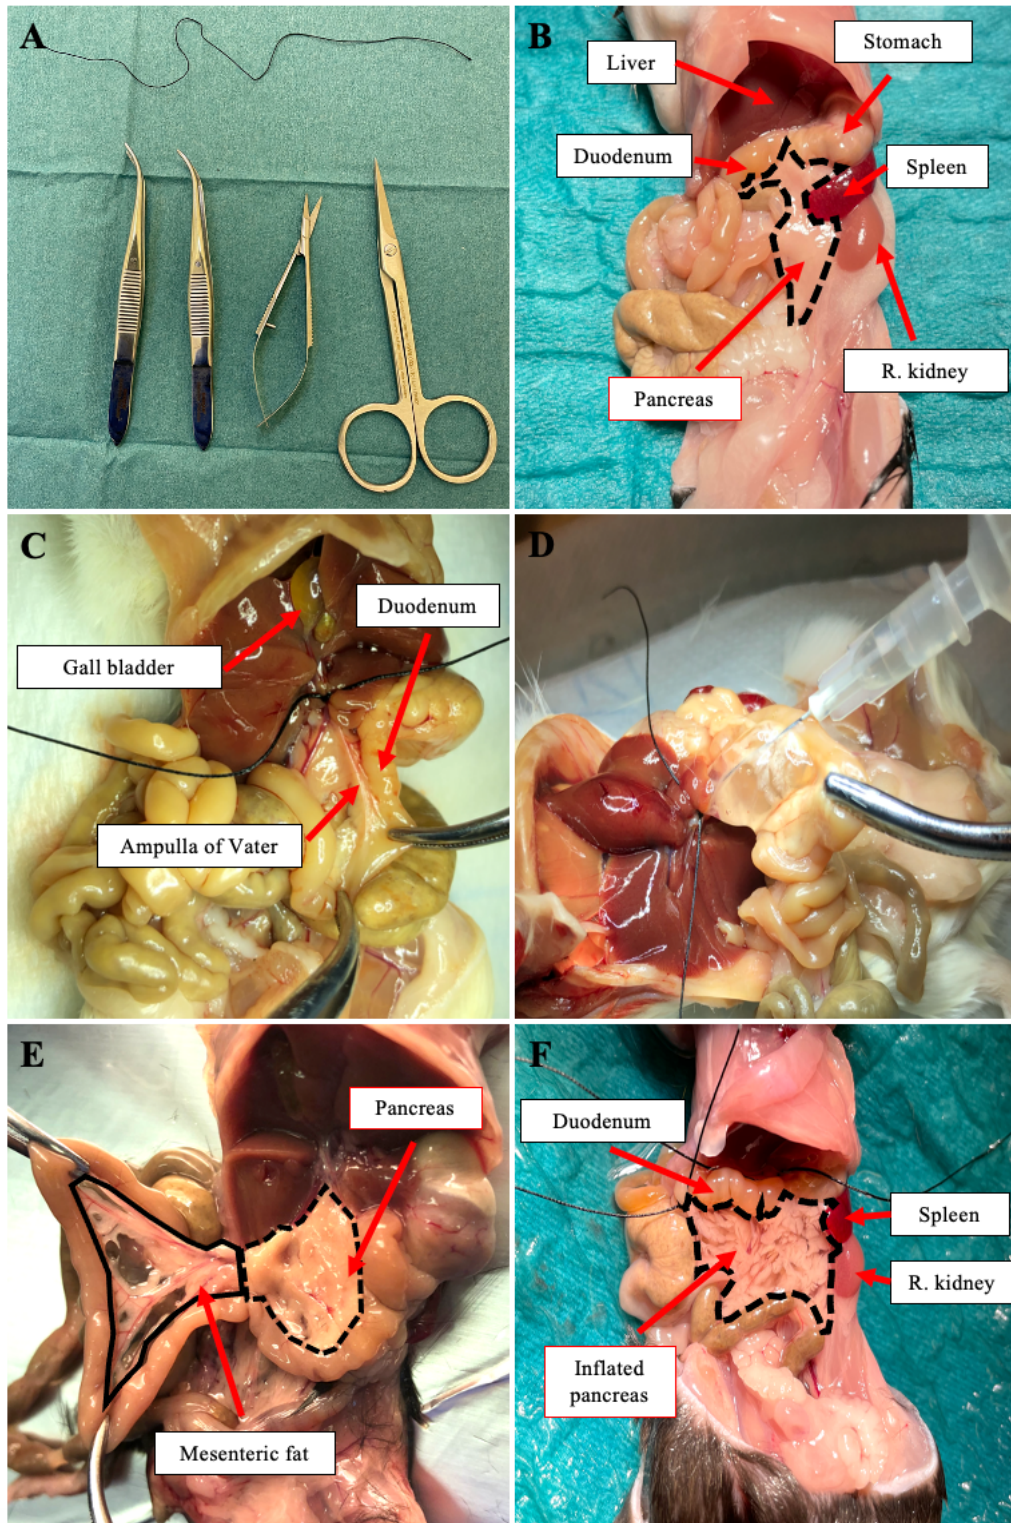 A
B
Liver
Stomach
Duodenum
Spleen
R. kidney
Pancreas
C
Duodenum
Gall bladder
Ampulla of Vater
D
E
Pancreas
Mesenteric fat
F
Duodenum
Spleen
R. kidney
Inflated
pancreas